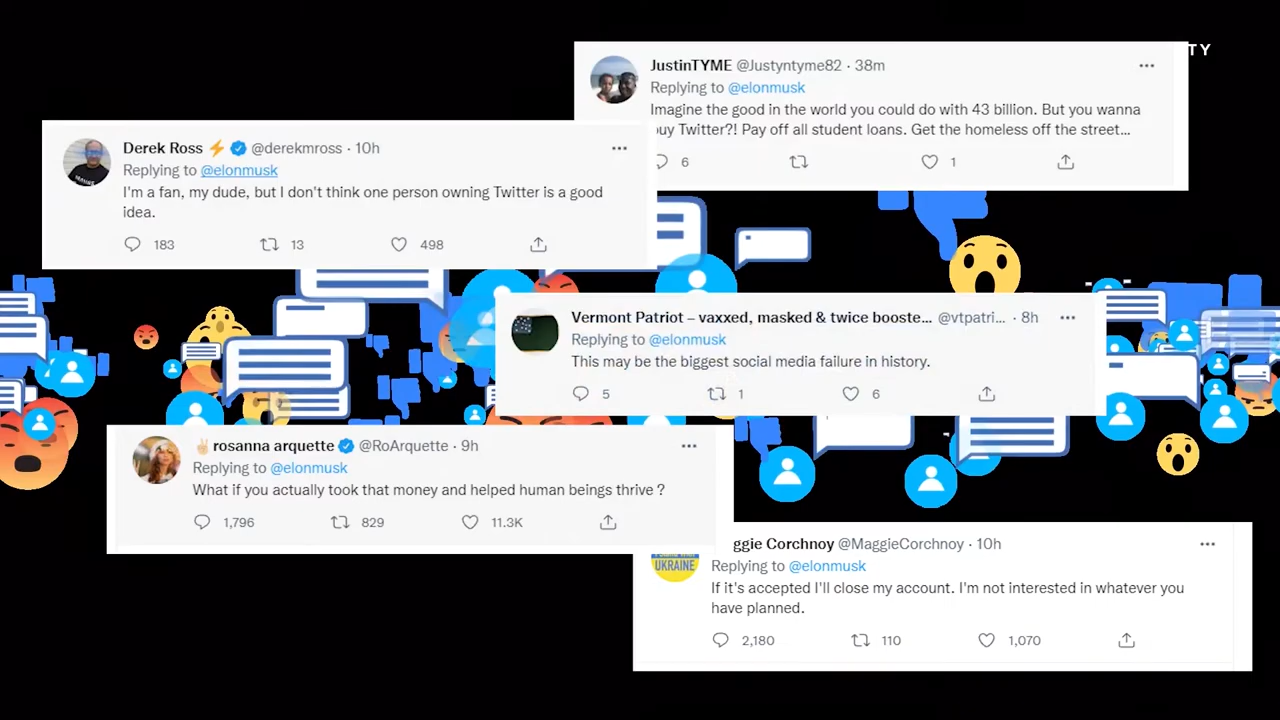 TY
JustinTYME @Justyntyme82 · 38m
Replying to @elonmusk
Imagine the good in the world you could do with 43 billion. But you wanna
buy Twitter?! Pay off all student loans. Get the homeless off the street...
6 1
Derek Ross ⚡ @derekmross · 10h
Replying to @elonmusk
I'm a fan, my dude, but I don't think one person owning Twitter is a good
idea.
183 13 498
Vermont Patriot – vaxxed, masked & twice booste... @vtpatri... · 8h
Replying to @elonmusk
This may be the biggest social media failure in history.
5 1 6
✌🏼rosanna arquette @RoArquette · 9h
Replying to @elonmusk
What if you actually took that money and helped human beings thrive ?
1,796 829 11.3K
ggie Corchnoy @MaggieCorchnoy · 10h
UKRAINE
Replying to @elonmusk
If it's accepted I'll close my account. I'm not interested in whatever you
have planned.
2,180 110 1,070